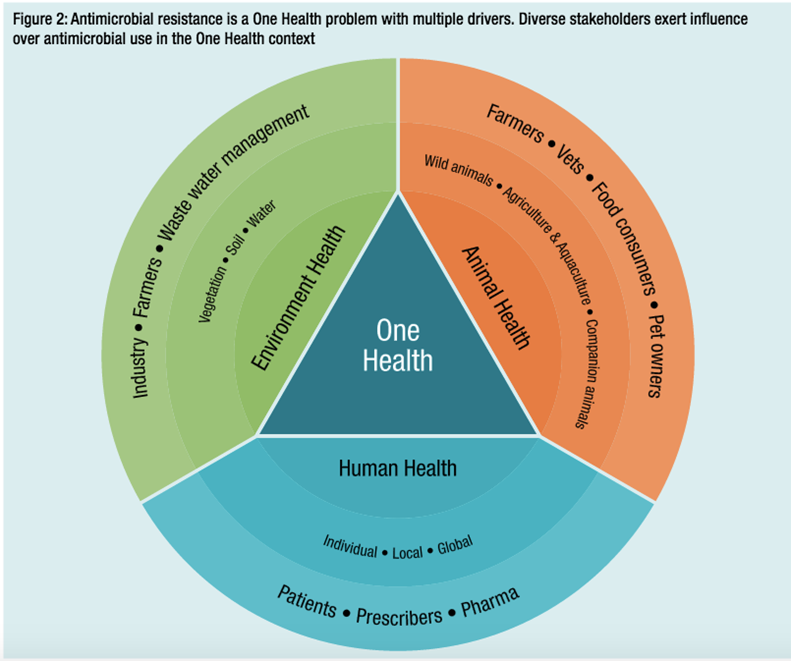 Figure 2: Antimicrobial resistance is a One Health problem with multiple drivers. Diverse stakeholders exert influence
over antimicrobial use in the One Health context
Industry • Farmers • Waste water management
Vegetation • Soil • Water
Environment Health
Farmers • Vets • Food consumers • Pet owners
Wild animals • Agriculture & Aquaculture • Companion animals
Animal Health
One
Health
Human Health
Individual • Local • Global
Patients • Prescribers • Pharma